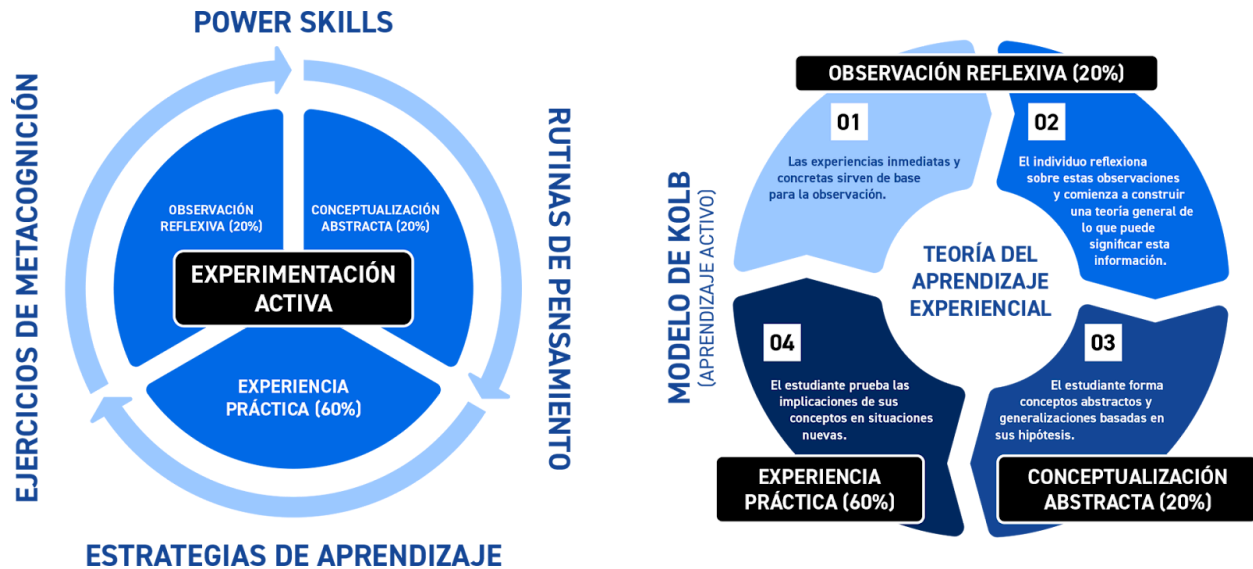 POWER SKILLS
EJERCICIOS DE METACOGNICIÓN
RUTINAS DE PENSAMIENTO
OBSERVACIÓN
REFLEXIVA (20%)
CONCEPTUALIZACIÓN
ABSTRACTA (20%)
EXPERIMENTACIÓN
ACTIVA
EXPERIENCIA
PRÁCTICA (60%)
ESTRATEGIAS DE APRENDIZAJE
MODELO DE KOLB
(APRENDIZAJE ACTIVO)
OBSERVACIÓN REFLEXIVA (20%)
01
Las experiencias inmediatas y
concretas sirven de base
para la observación.
02
El individuo reflexiona
sobre estas observaciones
y comienza a construir
una teoría general de
lo que puede
significar esta
información.
TEORÍA DEL
APRENDIZAJE
EXPERIENCIAL
04
El estudiante prueba las
implicaciones de sus
conceptos en situaciones
nuevas.
03
El estudiante forma
conceptos abstractos y
generalizaciones basadas en
sus hipótesis.
EXPERIENCIA
PRÁCTICA (60%)
CONCEPTUALIZACIÓN
ABSTRACTA (20%)